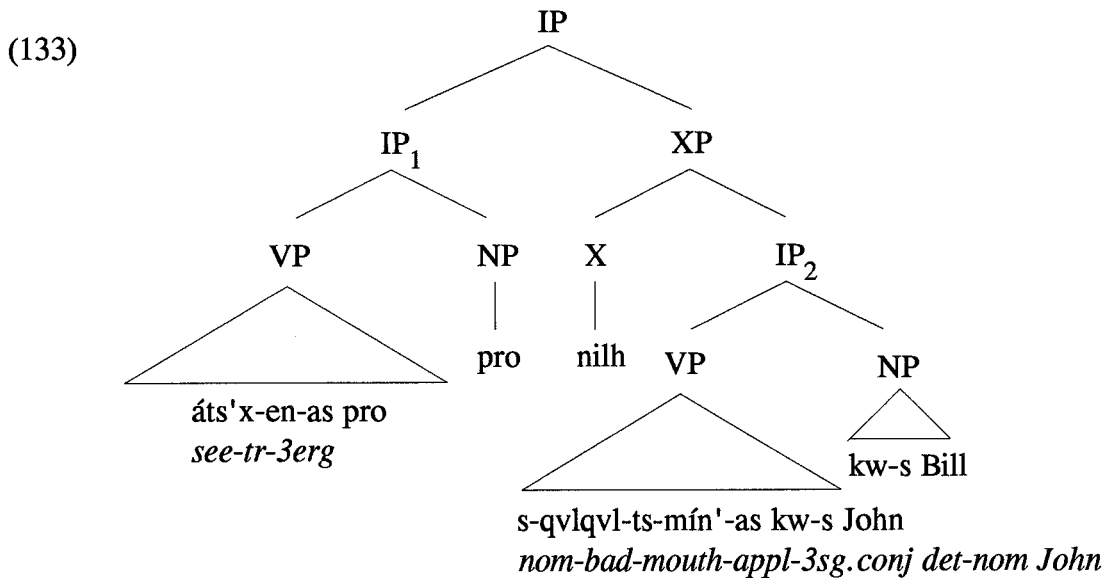 (133)
IP
IP₁ XP
VP NP X IP₂
pro nilh VP NP
áts'x-en-as pro
see-tr-3erg
kw-s Bill
s-qvlqvl-ts-mín'-as kw-s John
nom-bad-mouth-appl-3sg.conj det-nom John